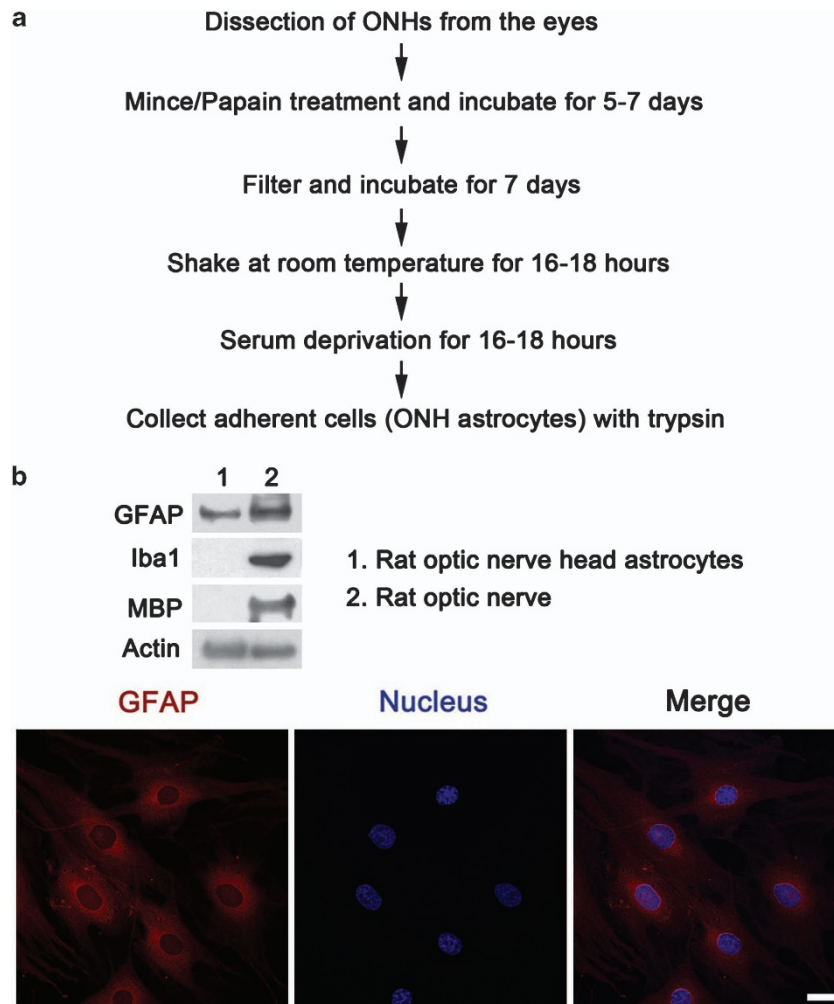 a
Dissection of ONHs from the eyes
Mince/Papain treatment and incubate for 5-7 days
Filter and incubate for 7 days
Shake at room temperature for 16-18 hours
Serum deprivation for 16-18 hours
Collect adherent cells (ONH astrocytes) with trypsin
b
1 2
GFAP
Iba1
MBP
Actin
1. Rat optic nerve head astrocytes
2. Rat optic nerve
GFAP Nucleus Merge